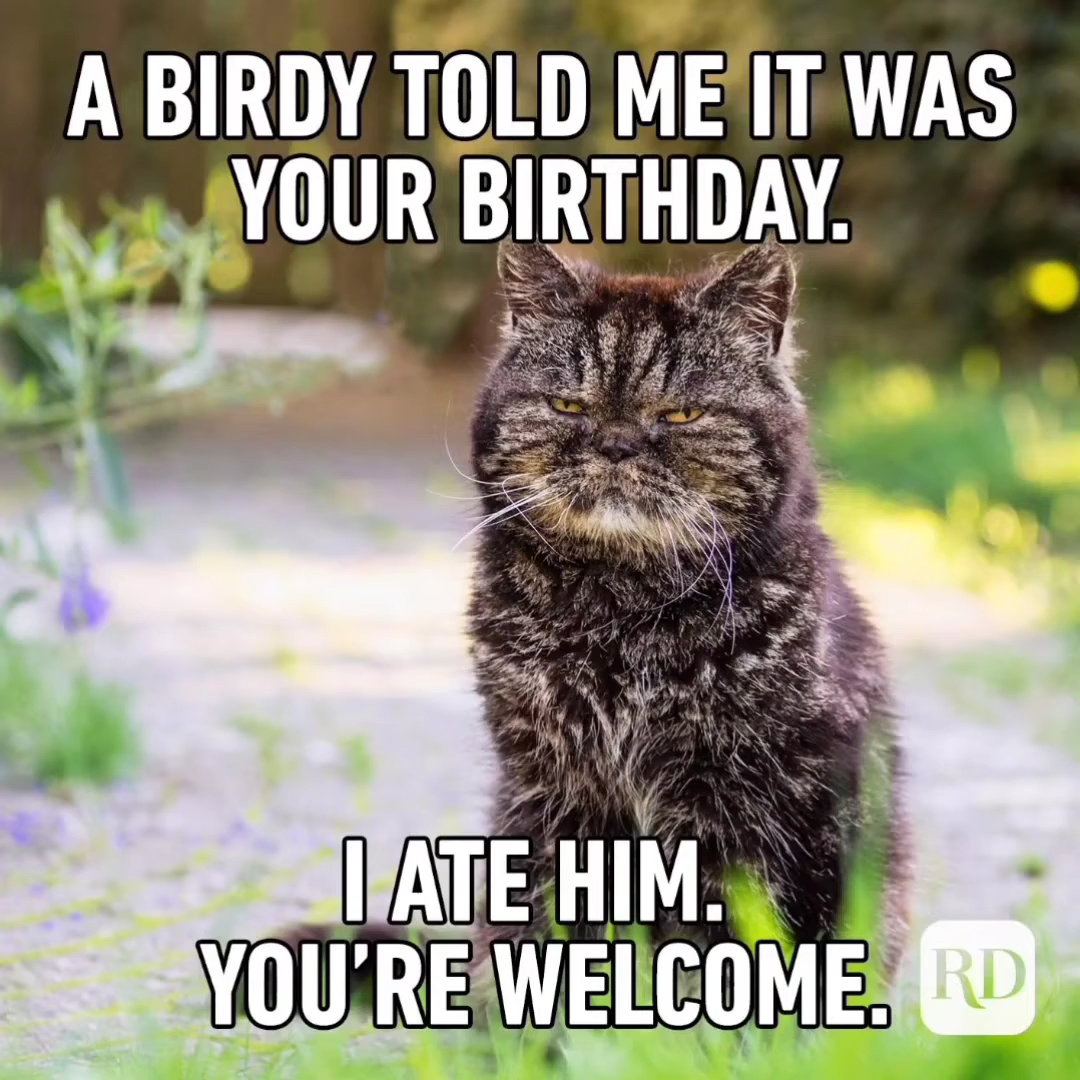 A BIRDY TOLD ME IT WAS
YOUR BIRTHDAY.
I ATE HIM.
YOU'RE WELCOME.
RD